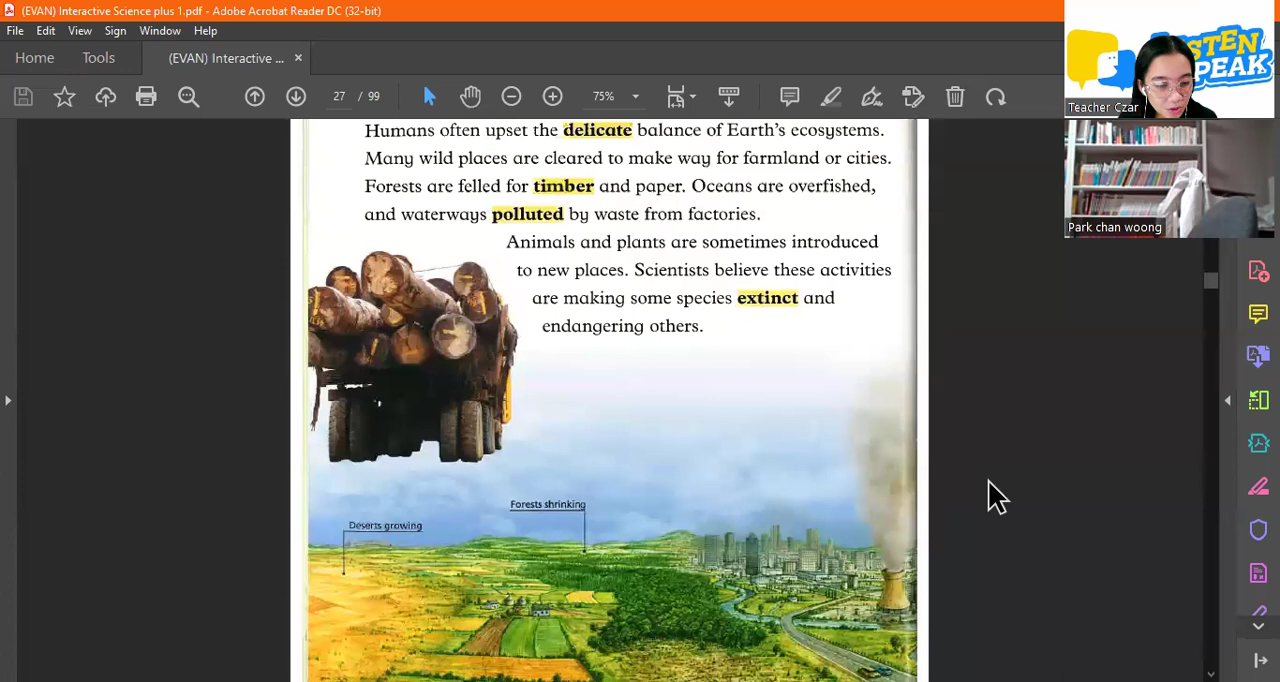 (EVAN) Interactive Science plus 1.pdf - Adobe Acrobat Reader DC (32-bit)
File Edit View Sign Window Help
Home Tools (EVAN) Interactive ... ×
27 / 99 75%
LISTEN
SPEAK
Teacher Czar
Park chan woong
Humans often upset the delicate balance of Earth's ecosystems.
Many wild places are cleared to make way for farmland or cities.
Forests are felled for timber and paper. Oceans are overfished,
and waterways polluted by waste from factories.
Animals and plants are sometimes introduced
to new places. Scientists believe these activities
are making some species extinct and
endangering others.
Forests shrinking
Deserts growing